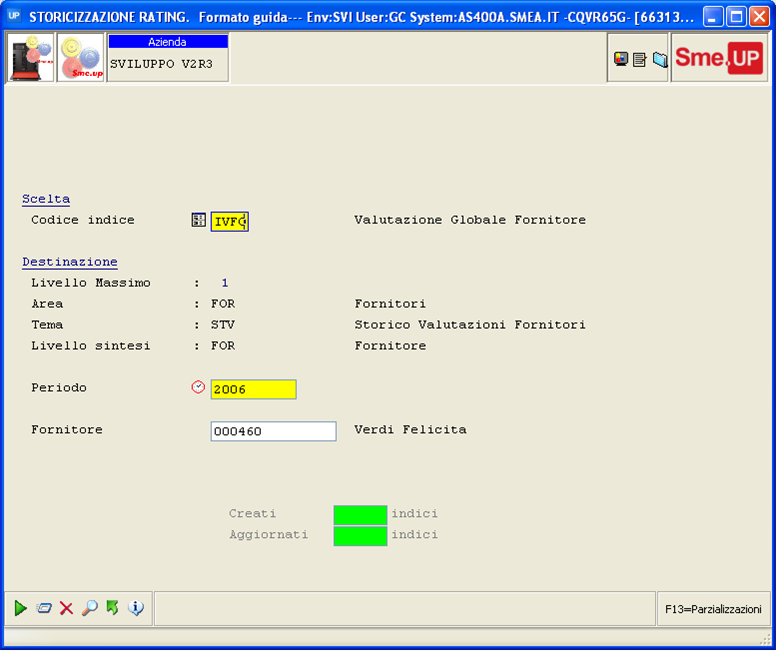 UP STORICIZZAZIONE RATING. Formato guida--- Env:SVI User:GC System:AS400A.SMEA.IT -CQVR65G- [66313...
Sme.up
Azienda
SVILUPPO V2R3
Sme.UP
Scelta
Codice indice IVFG Valutazione Globale Fornitore
Destinazione
Livello Massimo : 1
Area : FOR Fornitori
Tema : STV Storico Valutazioni Fornitori
Livello sintesi : FOR Fornitore
Periodo 2006
Fornitore 000460 Verdi Felicita
Creati indici
Aggiornati indici
F13=Parzializzazioni